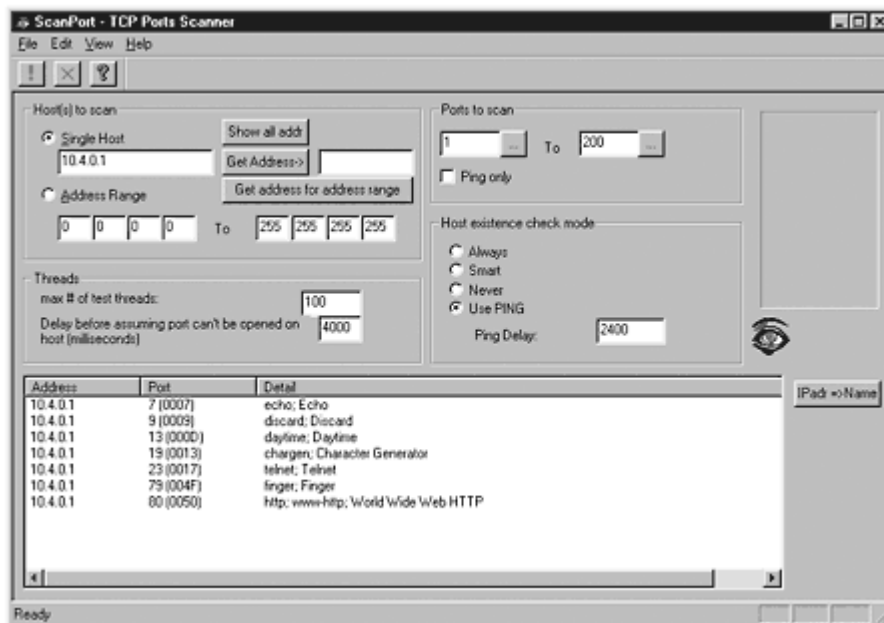 ScanPort - TCP Ports Scanner
File Edit View Help
Host(s) to scan
Single Host
Show all addr
10.4.0.1
Get Address->
Address Range
Get address for address range
0 0 0 0 To 255 255 255 255
Ports to scan
1 ... To 200 ...
Ping only
Host existence check mode
Always
Smart
Never
Use PING
Ping Delay: 2400
Threads
max # of test threads: 100
Delay before assuming port can't be opened on
host (miliseconds) 4000
Address Port Detail
10.4.0.1 7 (0007) echo; Echo
10.4.0.1 9 (0009) discard; Discard
10.4.0.1 13 (000D) daytime; Daytime
10.4.0.1 19 (0013) chargen; Character Generator
10.4.0.1 23 (0017) telnet; Telnet
10.4.0.1 79 (004F) finger; Finger
10.4.0.1 80 (0050) http; www-http; World Wide Web HTTP
IPadr =>Name
Ready